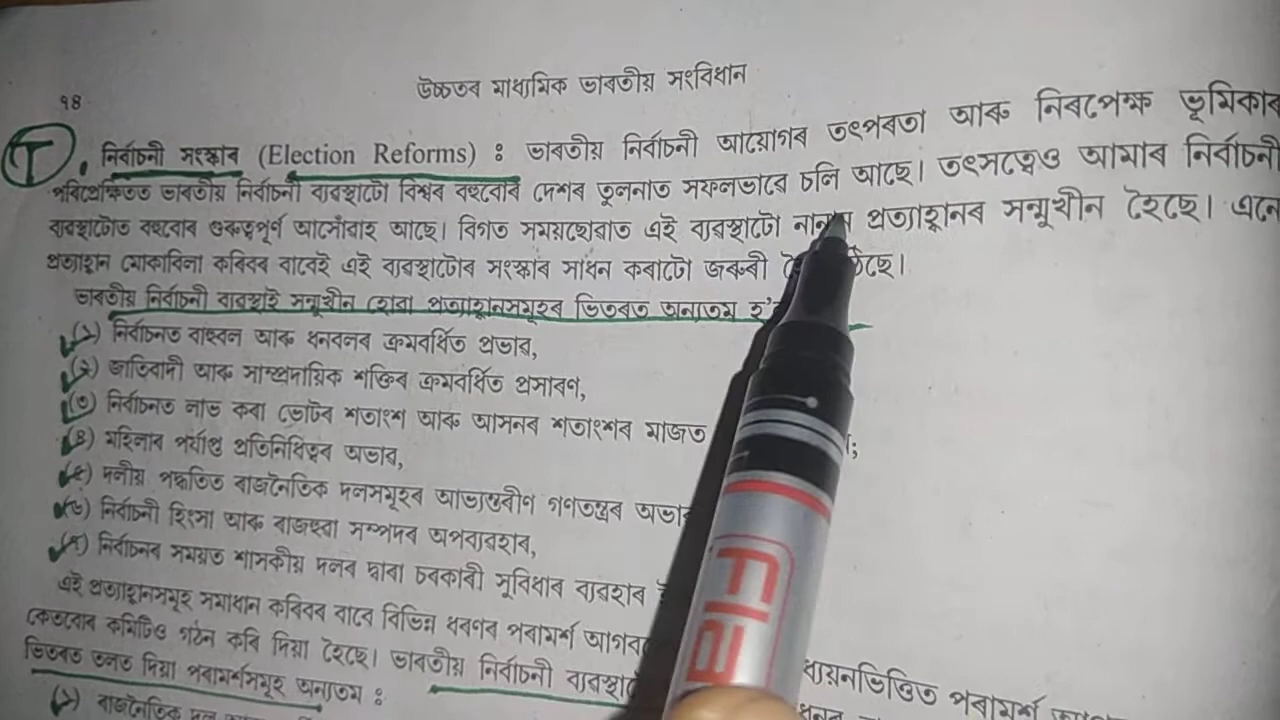 উচ্চতৰ মাধ্যমিক ভাৰতীয় সংবিধান
৭৪
T. নিৰ্বাচনী সংস্কাৰ (Election Reforms) : ভাৰতীয় নিৰ্বাচনী আয়োগৰ তৎপৰতা আৰু নিৰপেক্ষ ভূমিকাৰ
পৰিপ্ৰেক্ষিতত ভাৰতীয় নিৰ্বাচনী ব্যৱস্থাটো বিশ্বৰ বহুবোৰ দেশৰ তুলনাত সফলভাৱে চলি আছে। তৎসত্বেও আমাৰ নিৰ্বাচনী
ব্যৱস্থাটোত বহুবোৰ গুৰুত্বপূৰ্ণ আসোঁৱাহ আছে। বিগত সময়ছোৱাত এই ব্যৱস্থাটো প্ৰত্যাহ্বানৰ সন্মুখীন হৈছে। এনে
প্ৰত্যাহ্বান মোকাবিলা কৰিবৰ বাবেই এই ব্যৱস্থাটোৰ সংস্কাৰ সাধন কৰাটো জৰুৰী
ভাৰতীয় নিৰ্বাচনী ব্যৱস্থাই সন্মুখীন হোৱা প্ৰত্যাহ্বানসমূহৰ ভিতৰত অন্যতম
(১) নিৰ্বাচনত বাহুবল আৰু ধনবলৰ ক্ৰমবৰ্ধিত প্ৰভাৱ,
(২) জাতিবাদী আৰু সাম্প্ৰদায়িক শক্তিৰ ক্ৰমবৰ্ধিত প্ৰসাৰণ,
(৩) নিৰ্বাচনত লাভ কৰা ভোটৰ শতাংশ আৰু আসনৰ শতাংশৰ মাজত
(৪) মহিলাৰ পৰ্যাপ্ত প্ৰতিনিধিত্বৰ অভাৱ,
(৫) দলীয় পদ্ধতিত ৰাজনৈতিক দলসমূহৰ আভ্যন্তৰীণ গণতন্ত্ৰৰ
(৬) নিৰ্বাচনী হিংসা আৰু ৰাজহুৱা সম্পদৰ অপব্যৱহাৰ,
(৭) নিৰ্বাচনৰ সময়ত শাসকীয় দলৰ দ্বাৰা চৰকাৰী সুবিধাৰ ব্যৱহাৰ
এই প্ৰত্যাহ্বানসমূহ সমাধান কৰিবৰ বাবে বিভিন্ন ধৰণৰ পৰামৰ্শ
কেতবোৰ কমিটিও গঠন কৰি দিয়া হৈছে। ভাৰতীয় নিৰ্বাচনী
ভিতৰত তলত দিয়া পৰামৰ্শসমূহ অন্যতম :
(১) ৰাজনৈতিক দল